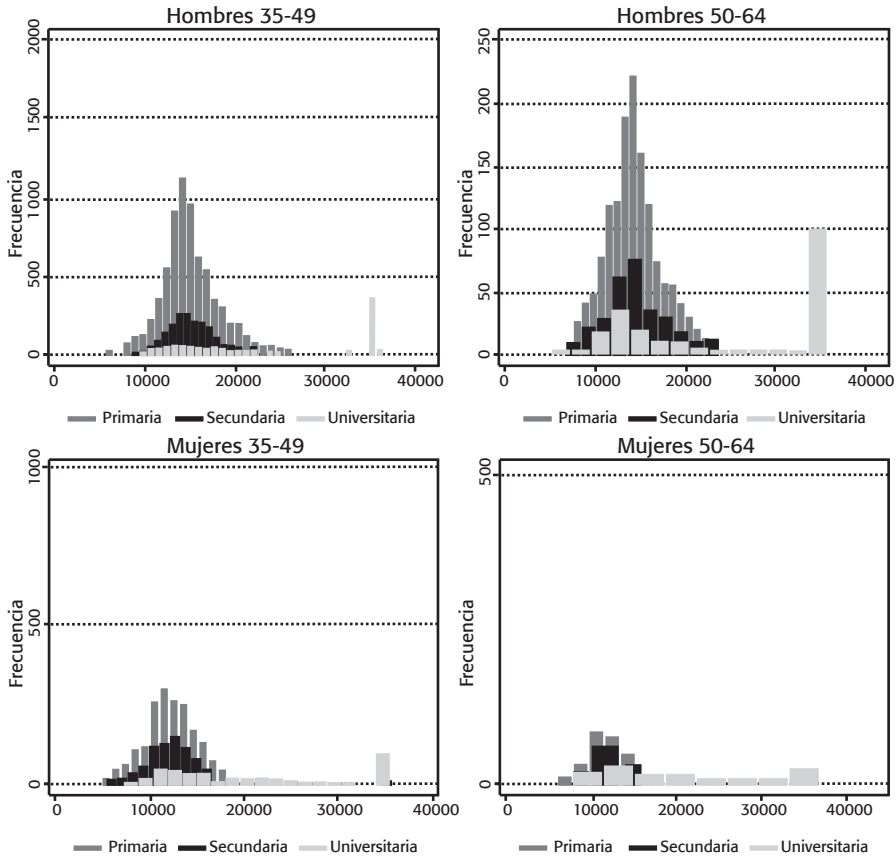 Hombres 35-49
2000
1500
1000
500
0
Frecuencia
0 10000 20000 30000 40000
Primaria Secundaria Universitaria
Hombres 50-64
250
200
150
100
50
0
Frecuencia
0 10000 20000 30000 40000
Primaria Secundaria Universitaria
Mujeres 35-49
1000
500
0
Frecuencia
0 10000 20000 30000 40000
Primaria Secundaria Universitaria
Mujeres 50-64
500
0
Frecuencia
0 10000 20000 30000 40000
Primaria Secundaria Universitaria